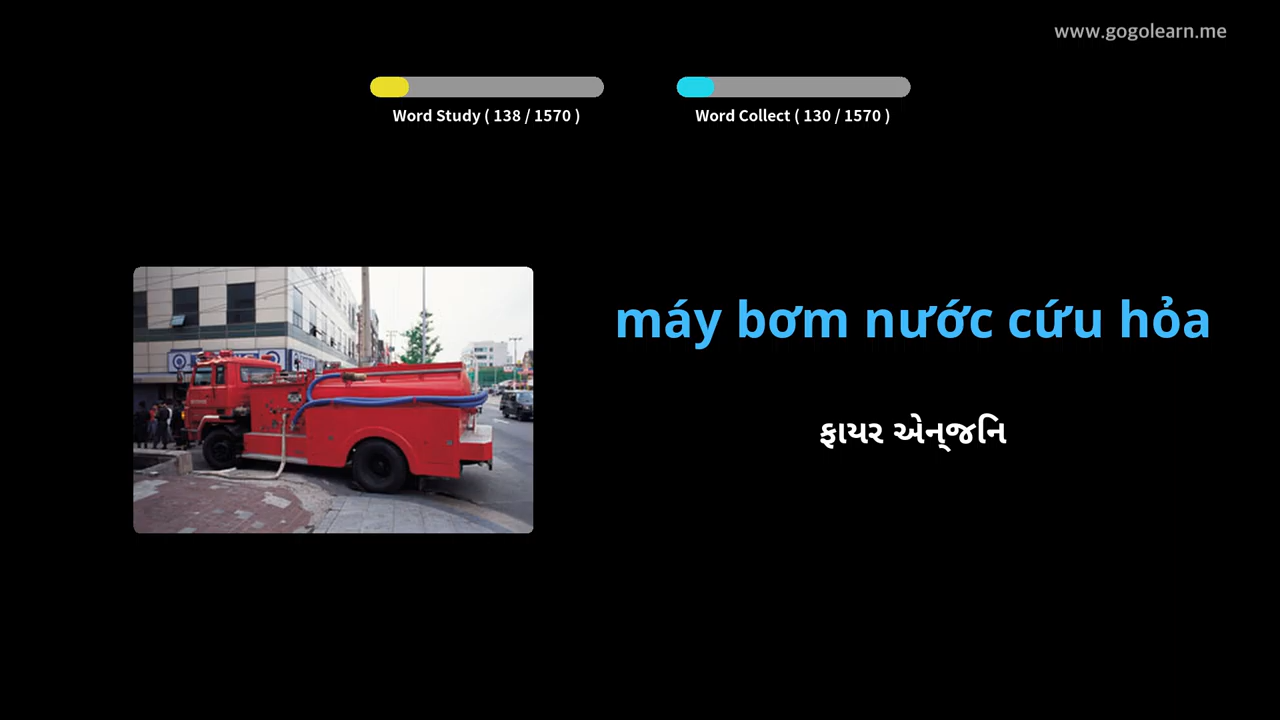 www.gogolearn.me
Word Study ( 138 / 1570 )
Word Collect ( 130 / 1570 )
máy bơm nước cứu hỏa
ફાયર એન્‌જીન